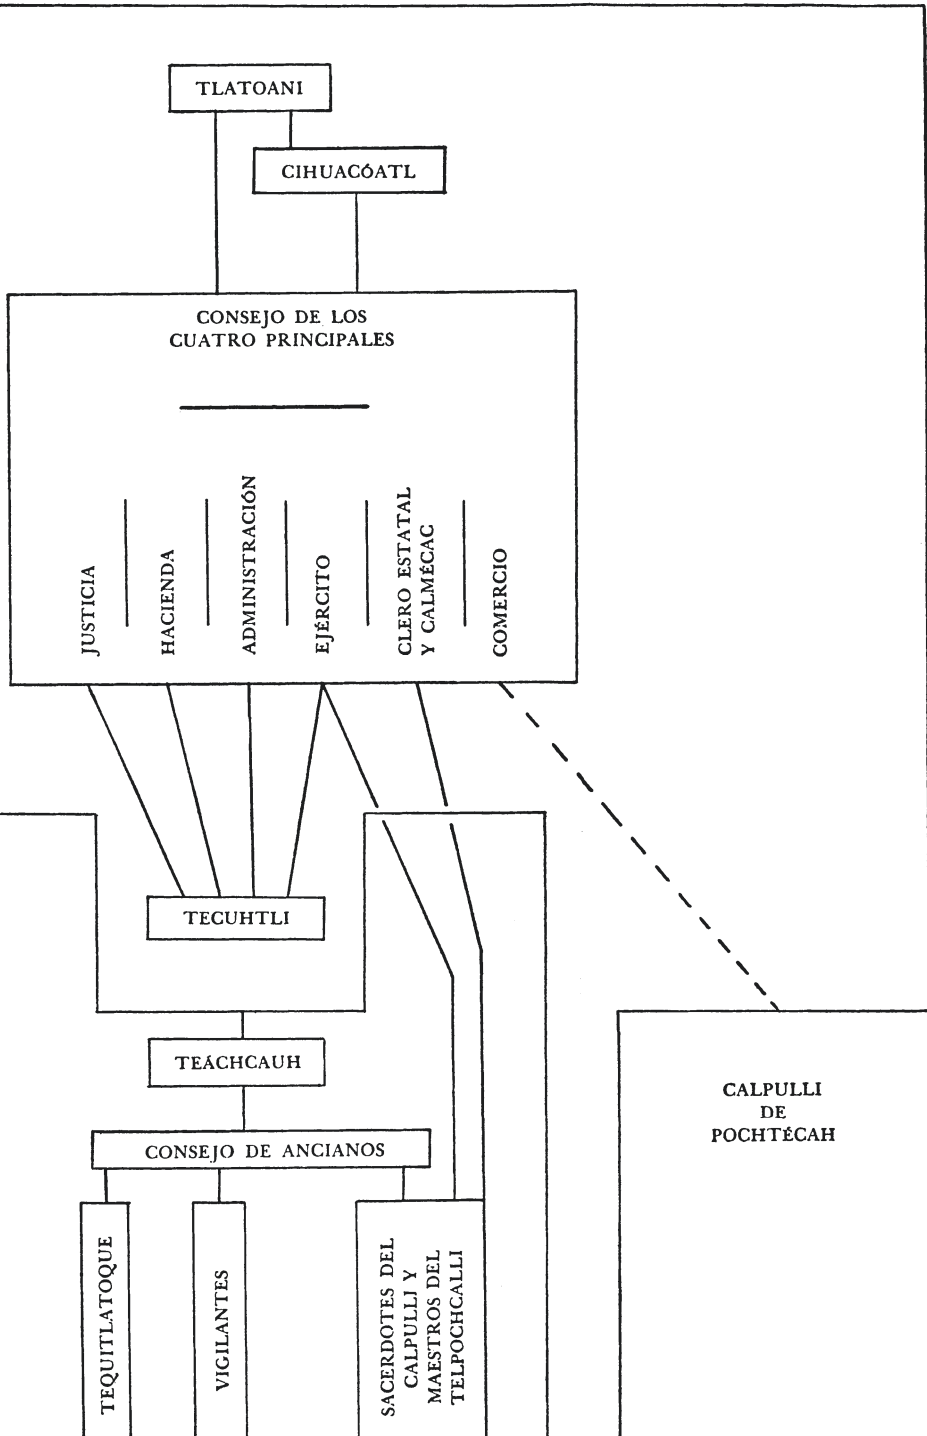 TLATOANI
CIHUACÓATL
CONSEJO DE LOS
CUATRO PRINCIPALES
JUSTICIA
HACIENDA
ADMINISTRACIÓN
EJÉRCITO
CLERO ESTATAL
Y CALMÉCAC
COMERCIO
TECUHTLI
TEÁCHCAUH
CONSEJO DE ANCIANOS
CALPULLI
DE
POCHTÉCAH
TEQUITLATOQUE
VIGILANTES
SACERDOTES DEL
CALPULLI Y
MAESTROS DEL
TELPOCHCALLI